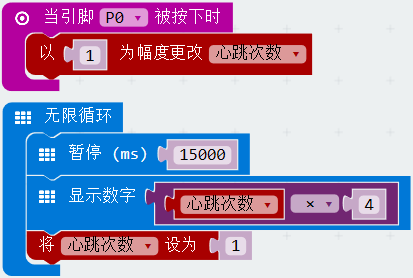 当引脚 P0 被按下时
以 1 为幅度更改 心跳次数
无限循环
暂停 (ms) 15000
显示数字 心跳次数 × 4
将 心跳次数 设为 1